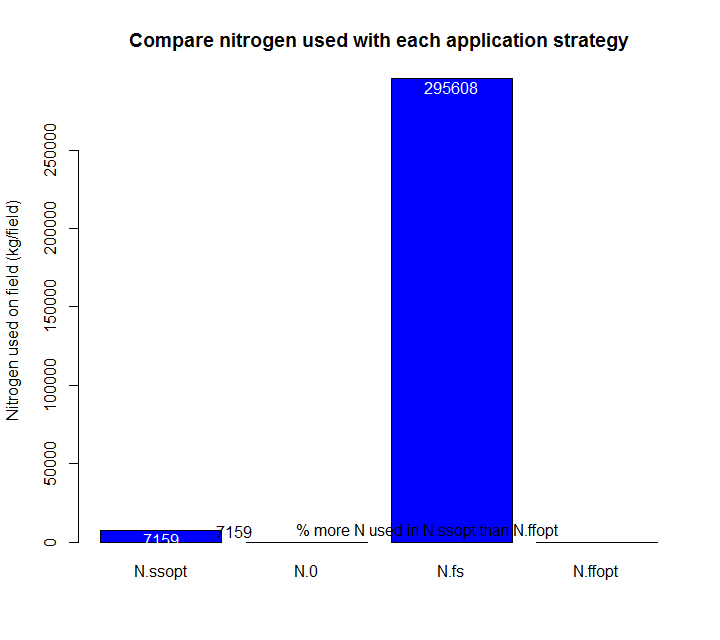 Compare nitrogen used with each application strategy
Nitrogen used on field (kg/field)
250000
200000
150000
100000
50000
0
295608
7159
7159
% more N used in N.ssopt than N.ffopt
N.ssopt
N.0
N.fs
N.ffopt